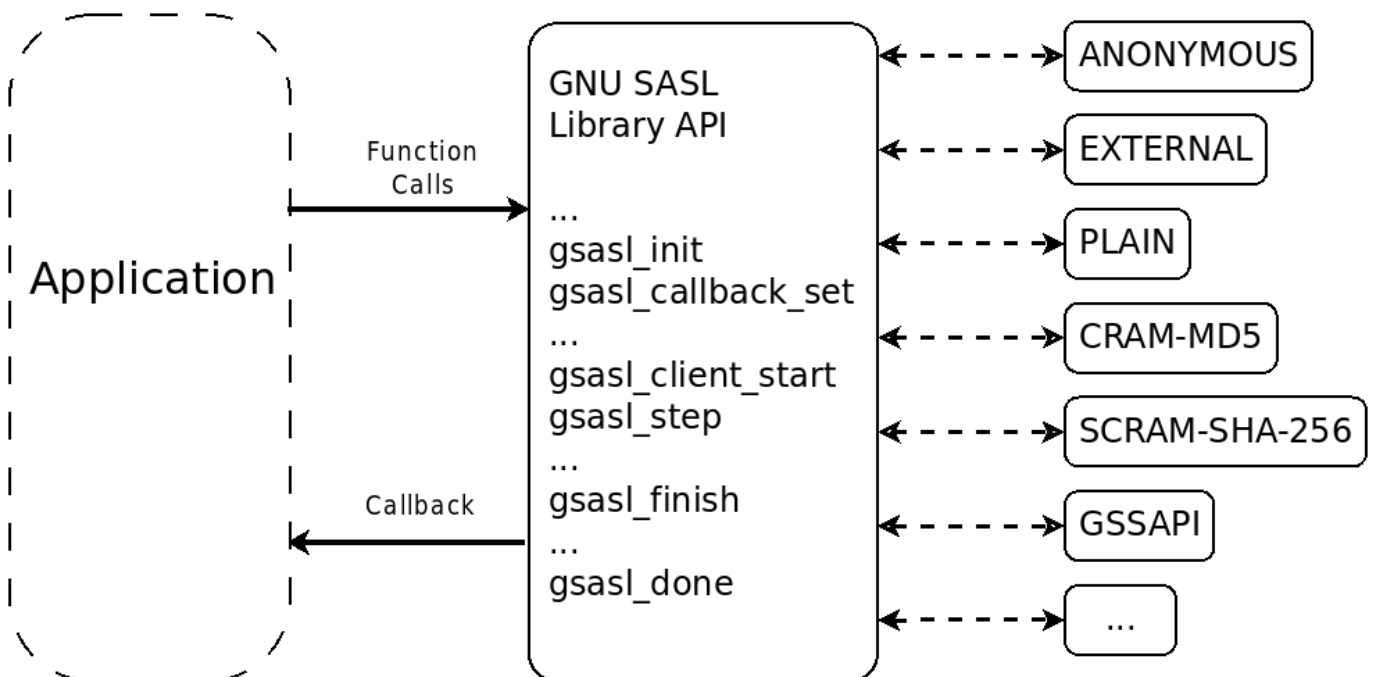 Application
Function
Calls
Callback
GNU SASL
Library API
...
gsasl_init
gsasl_callback_set
...
gsasl_client_start
gsasl_step
...
gsasl_finish
...
gsasl_done
ANONYMOUS
EXTERNAL
PLAIN
CRAM-MD5
SCRAM-SHA-256
GSSAPI
...